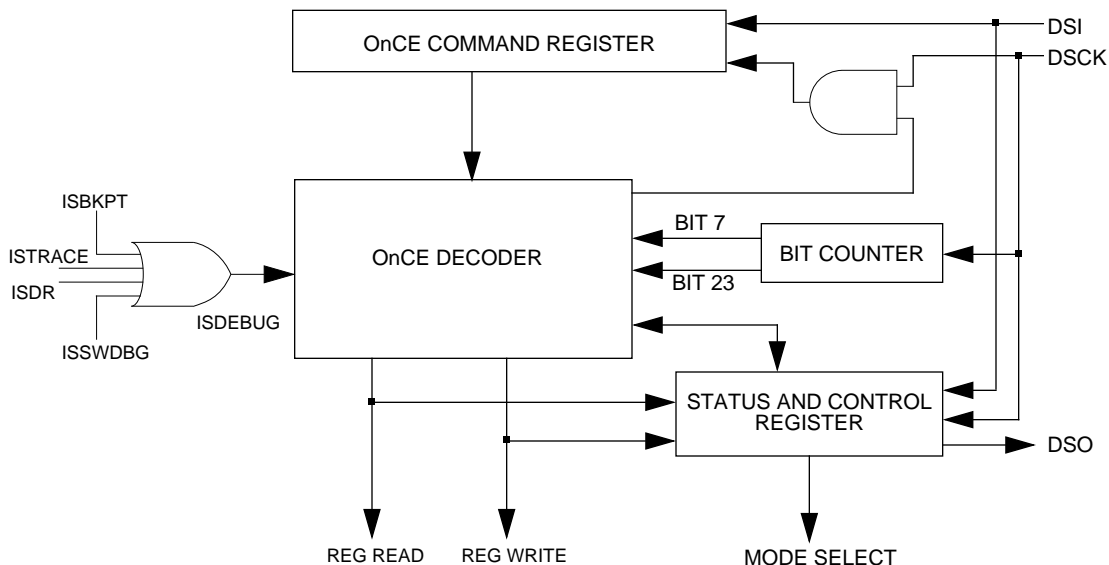 OnCE COMMAND REGISTER
DSI
DSCK
ISBKPT
ISTRACE
ISDR
ISSWDBG
ISDEBUG
OnCE DECODER
BIT 7
BIT 23
BIT COUNTER
STATUS AND CONTROL
REGISTER
DSO
REG READ
REG WRITE
MODE SELECT